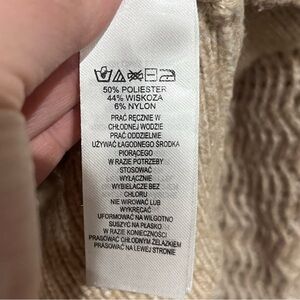 50% POLIESTER
44% WISKOZA
6% NYLON
PRAĆ RĘCZNIE W
CHŁODNEJ WODZIE
PRAĆ ODDZIELNIE
UŻYWAĆ ŁAGODNEGO ŚRODKA
PIORĄCEGO
W RAZIE POTRZEBY
STOSOWAĆ
WYŁĄCZNIE
WYBIELACZE BEZ
CHLORU
NIE WIROWAĆ LUB
WYKRĘCAĆ
UFORMOWAĆ NA WILGOTNO
SUSZYĆ NA PŁASKO
W RAZIE KONIECZNOŚCI
PRASOWAĆ CHŁODNYM ŻELAZKIEM
PRASOWAĆ NA LEWEJ STRONIE